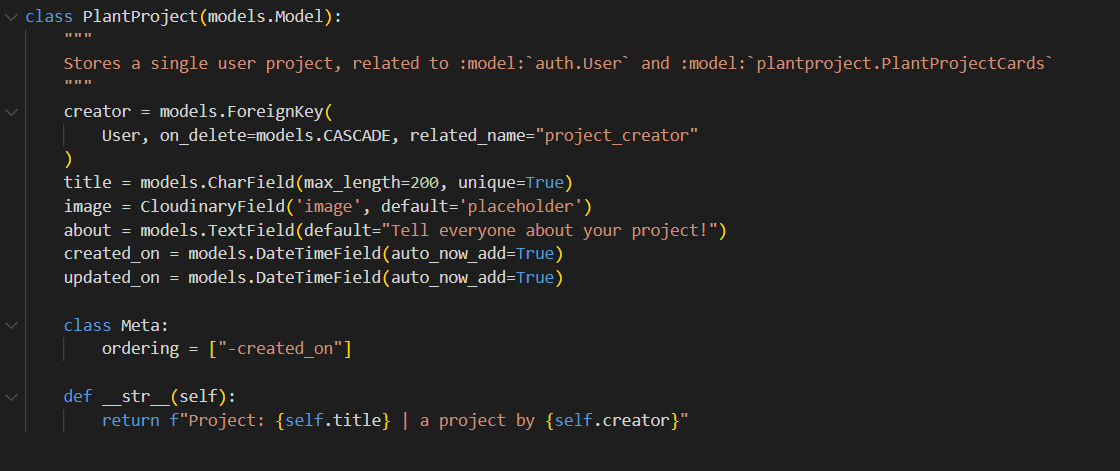 class PlantProject(models.Model):
    """
    Stores a single user project, related to :model:`auth.User` and :model:`plantproject.PlantProjectCards`
    """
    creator = models.ForeignKey(
        User, on_delete=models.CASCADE, related_name="project_creator"
    )
    title = models.CharField(max_length=200, unique=True)
    image = CloudinaryField('image', default='placeholder')
    about = models.TextField(default="Tell everyone about your project!")
    created_on = models.DateTimeField(auto_now_add=True)
    updated_on = models.DateTimeField(auto_now_add=True)

    class Meta:
        ordering = ["-created_on"]

    def __str__(self):
        return f"Project: {self.title} | a project by {self.creator}"